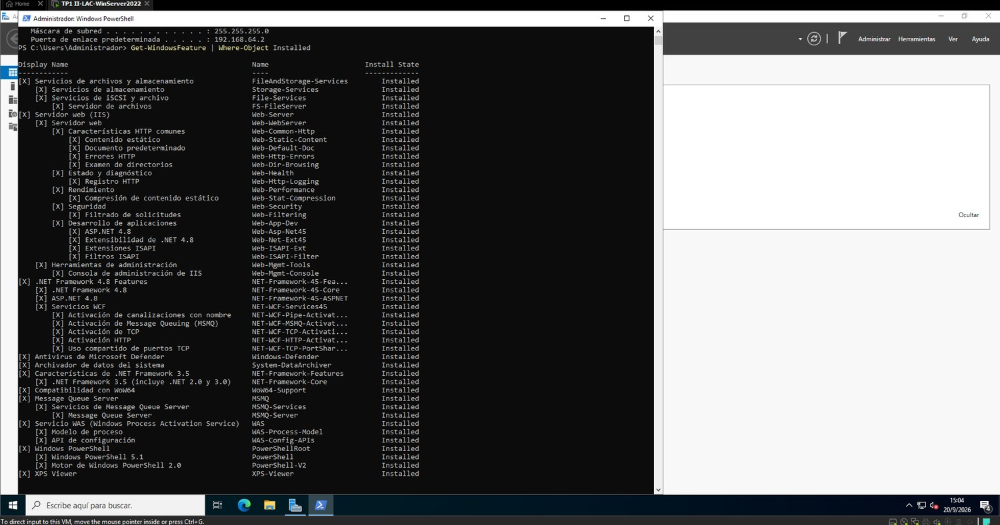 Home
TP1 II-LAC-WinServer2022
Administrador: Windows PowerShell
Máscara de subred . . . . . . . . . . . . : 255.255.255.0
Puerta de enlace predeterminada . . . . . : 192.168.64.2
PS C:\Users\Administrador> Get-WindowsFeature | Where-Object Installed
Administrar Herramientas Ver Ayuda
Display Name Name Install State
------------ ---- -------------
[X] Servicios de archivos y almacenamiento FileAndStorage-Services Installed
[X] Servicios de almacenamiento Storage-Services Installed
[X] Servicios de iSCSI y archivo File-Services Installed
[X] Servidor de archivos FS-FileServer Installed
[X] Servidor web (IIS) Web-Server Installed
[X] Servidor web Web-WebServer Installed
[X] Características HTTP comunes Web-Common-Http Installed
[X] Contenido estático Web-Static-Content Installed
[X] Documento predeterminado Web-Default-Doc Installed
[X] Errores HTTP Web-Http-Errors Installed
[X] Examen de directorios Web-Dir-Browsing Installed
[X] Estado y diagnóstico Web-Health Installed
[X] Registro HTTP Web-Http-Logging Installed
[X] Rendimiento Web-Performance Installed
[X] Compresión de contenido estático Web-Stat-Compression Installed
[X] Seguridad Web-Security Installed
[X] Filtrado de solicitudes Web-Filtering Installed
[X] Desarrollo de aplicaciones Web-App-Dev Installed
[X] ASP.NET 4.8 Web-Asp-Net45 Installed
[X] Extensibilidad de .NET 4.8 Web-Net-Ext45 Installed
[X] Extensiones ISAPI Web-ISAPI-Ext Installed
[X] Filtros ISAPI Web-ISAPI-Filter Installed
[X] Herramientas de administración Web-Mgmt-Tools Installed
[X] Consola de administración de IIS Web-Mgmt-Console Installed
[X] .NET Framework 4.8 Features NET-Framework-45-Fea... Installed
[X] .NET Framework 4.8 NET-Framework-45-Core Installed
[X] ASP.NET 4.8 NET-Framework-45-ASPNET Installed
[X] Servicios WCF NET-WCF-Services45 Installed
[X] Activación de canalizaciones con nombre NET-WCF-Pipe-Activat... Installed
[X] Activación de Message Queuing (MSMQ) NET-WCF-MSMQ-Activat... Installed
[X] Activación de TCP NET-WCF-TCP-Activati... Installed
[X] Activación HTTP NET-WCF-HTTP-Activat... Installed
[X] Uso compartido de puertos TCP NET-WCF-TCP-PortShar... Installed
[X] Antivirus de Microsoft Defender Windows-Defender Installed
[X] Archivador de datos del sistema System-DataArchiver Installed
[X] Características de .NET Framework 3.5 NET-Framework-Features Installed
[X] .NET Framework 3.5 (incluye .NET 2.0 y 3.0) NET-Framework-Core Installed
[X] Compatibilidad con WoW64 WoW64-Support Installed
[X] Message Queue Server MSMQ Installed
[X] Servicios de Message Queue Server MSMQ-Services Installed
[X] Message Queue Server MSMQ-Server Installed
[X] Servicio WAS (Windows Process Activation Service) WAS Installed
[X] Modelo de proceso WAS-Process-Model Installed
[X] API de configuración WAS-Config-APIs Installed
[X] Windows PowerShell PowerShellRoot Installed
[X] Windows PowerShell 5.1 PowerShell Installed
[X] Motor de Windows PowerShell 2.0 PowerShell-V2 Installed
[X] XPS Viewer XPS-Viewer Installed
Ocultar
Escribe aquí para buscar.
15:04
20/9/2026
4
To direct input to this VM, move the mouse pointer inside or press Ctrl+G.